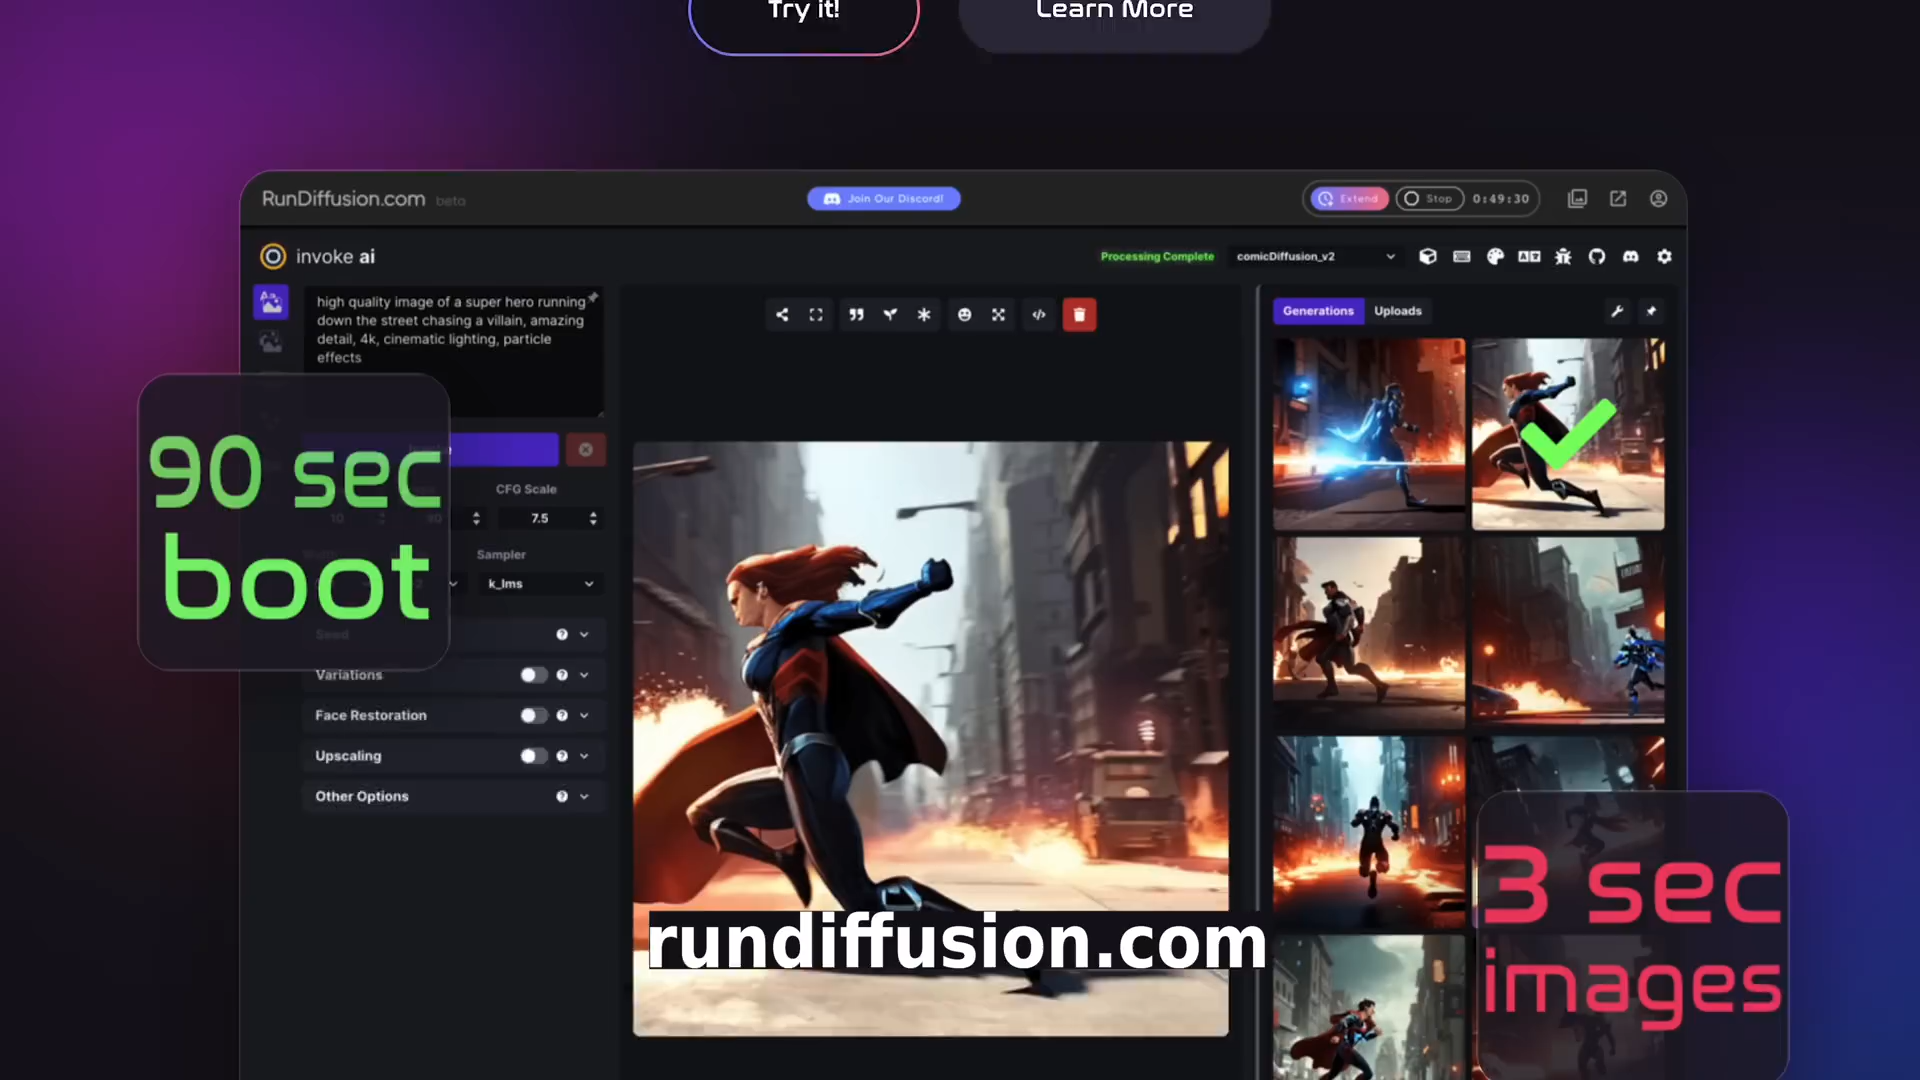 Try it!
Learn More
RunDiffusion.com beta
Join Our Discord!
Extend
Stop
0:49:30
invoke ai
Processing Complete
comicDiffusion_v2
high quality image of a super hero running
down the street chasing a villain, amazing
detail, 4k, cinematic lighting, particle
effects
Generations
Uploads
90 sec
boot
CFG Scale
7.5
Sampler
k_lms
Seed
Variations
Face Restoration
Upscaling
Other Options
rundiffusion.com
3 sec
images